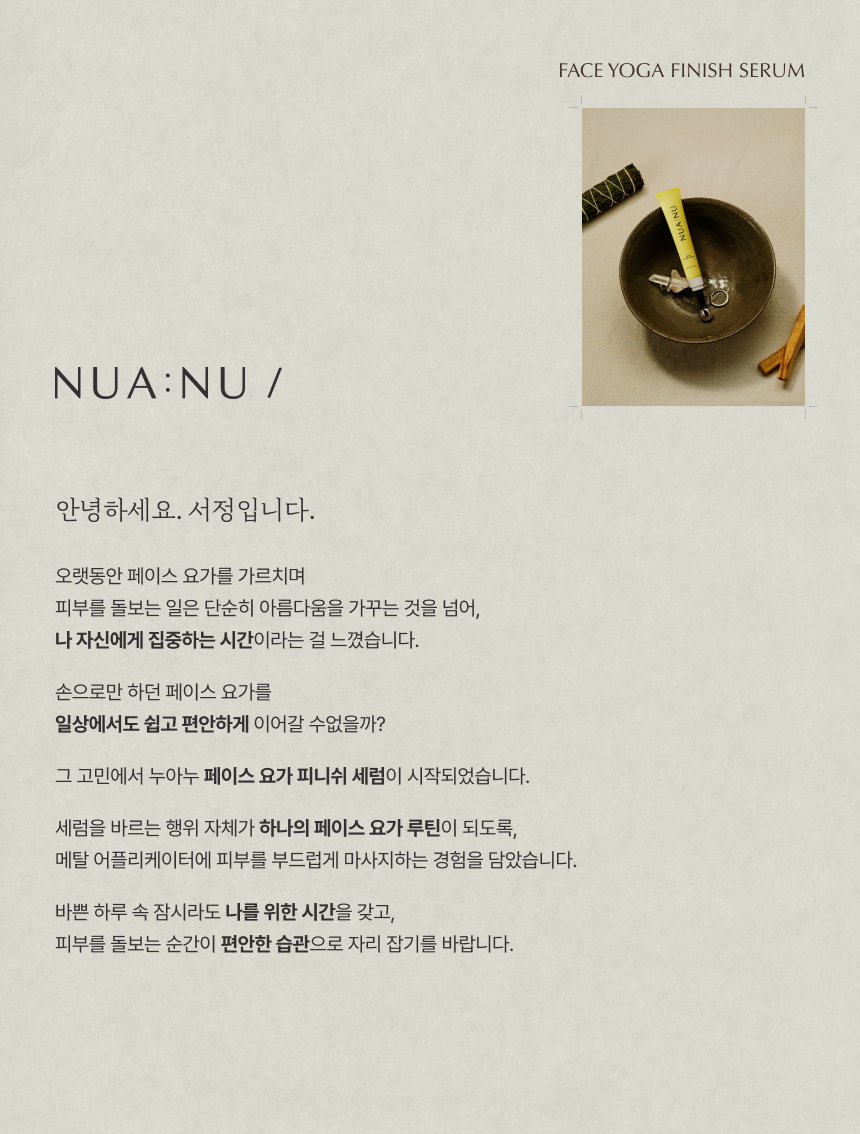 FACE YOGA FINISH SERUM
NUA:NU
NUA:NU /
안녕하세요. 서정입니다.
오랫동안 페이스 요가를 가르치며
피부를 돌보는 일은 단순히 아름다움을 가꾸는 것을 넘어,
나 자신에게 집중하는 시간이라는 걸 느꼈습니다.
손으로만 하던 페이스 요가를
일상에서도 쉽고 편안하게 이어갈 수없을까?
그 고민에서 누아누 페이스 요가 피니쉬 세럼이 시작되었습니다.
세럼을 바르는 행위 자체가 하나의 페이스 요가 루틴이 되도록,
메탈 어플리케이터에 피부를 부드럽게 마사지하는 경험을 담았습니다.
바쁜 하루 속 잠시라도 나를 위한 시간을 갖고,
피부를 돌보는 순간이 편안한 습관으로 자리 잡기를 바랍니다.